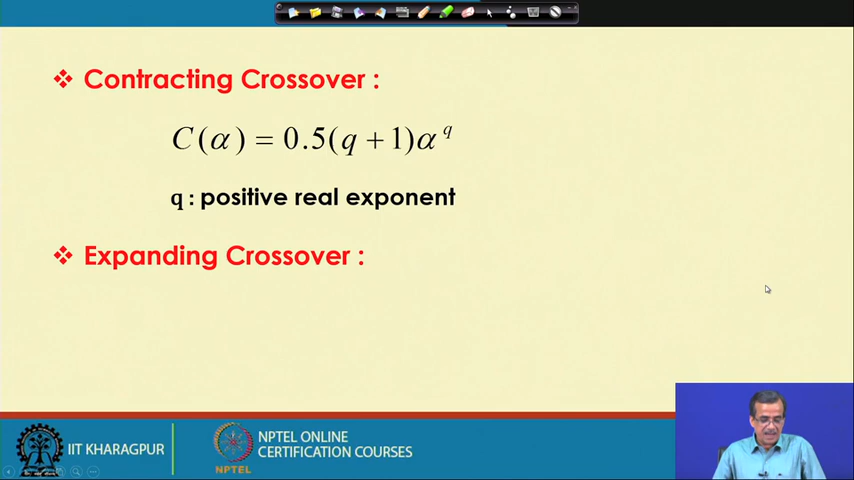 ❖ Contracting Crossover :
C(α) = 0.5(q + 1)α^q
q : positive real exponent
❖ Expanding Crossover :
IIT KHARAGPUR
NPTEL
NPTEL ONLINE
CERTIFICATION COURSES